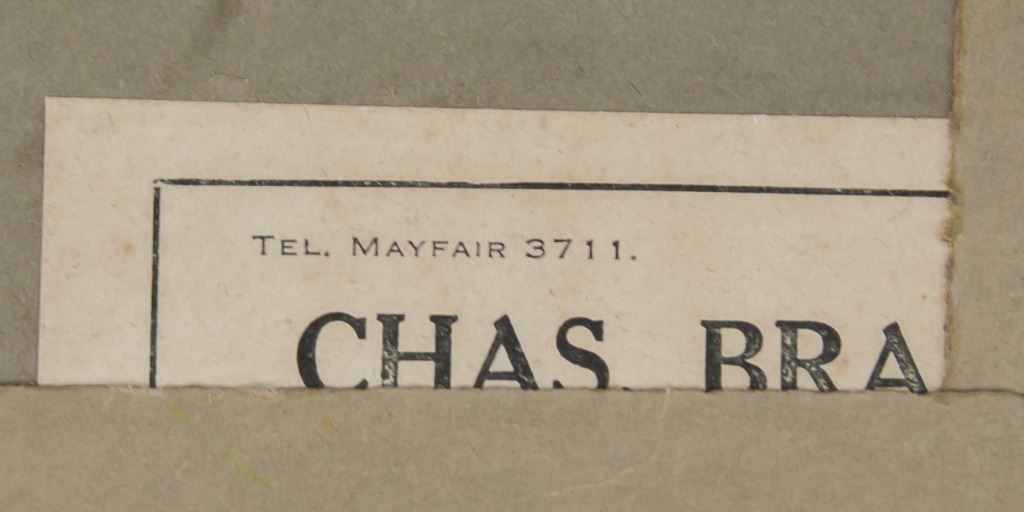 TEL. MAYFAIR 3711.
CHAS. BRA